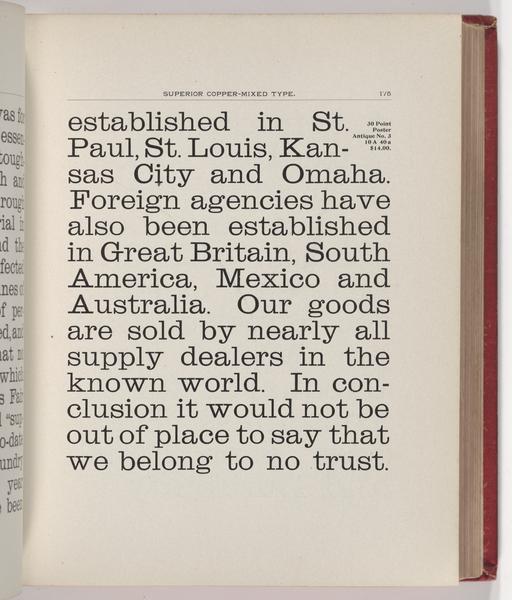 SUPERIOR COPPER-MIXED TYPE.
175
established in St.
Paul, St. Louis, Kan-
sas City and Omaha.
Foreign agencies have
also been established
in Great Britain, South
America, Mexico and
Australia. Our goods
are sold by nearly all
supply dealers in the
known world. In con-
clusion it would not be
out of place to say that
we belong to no trust.
30 Point
Poster
Antique No. 3
10 A 40 a
$14.00.